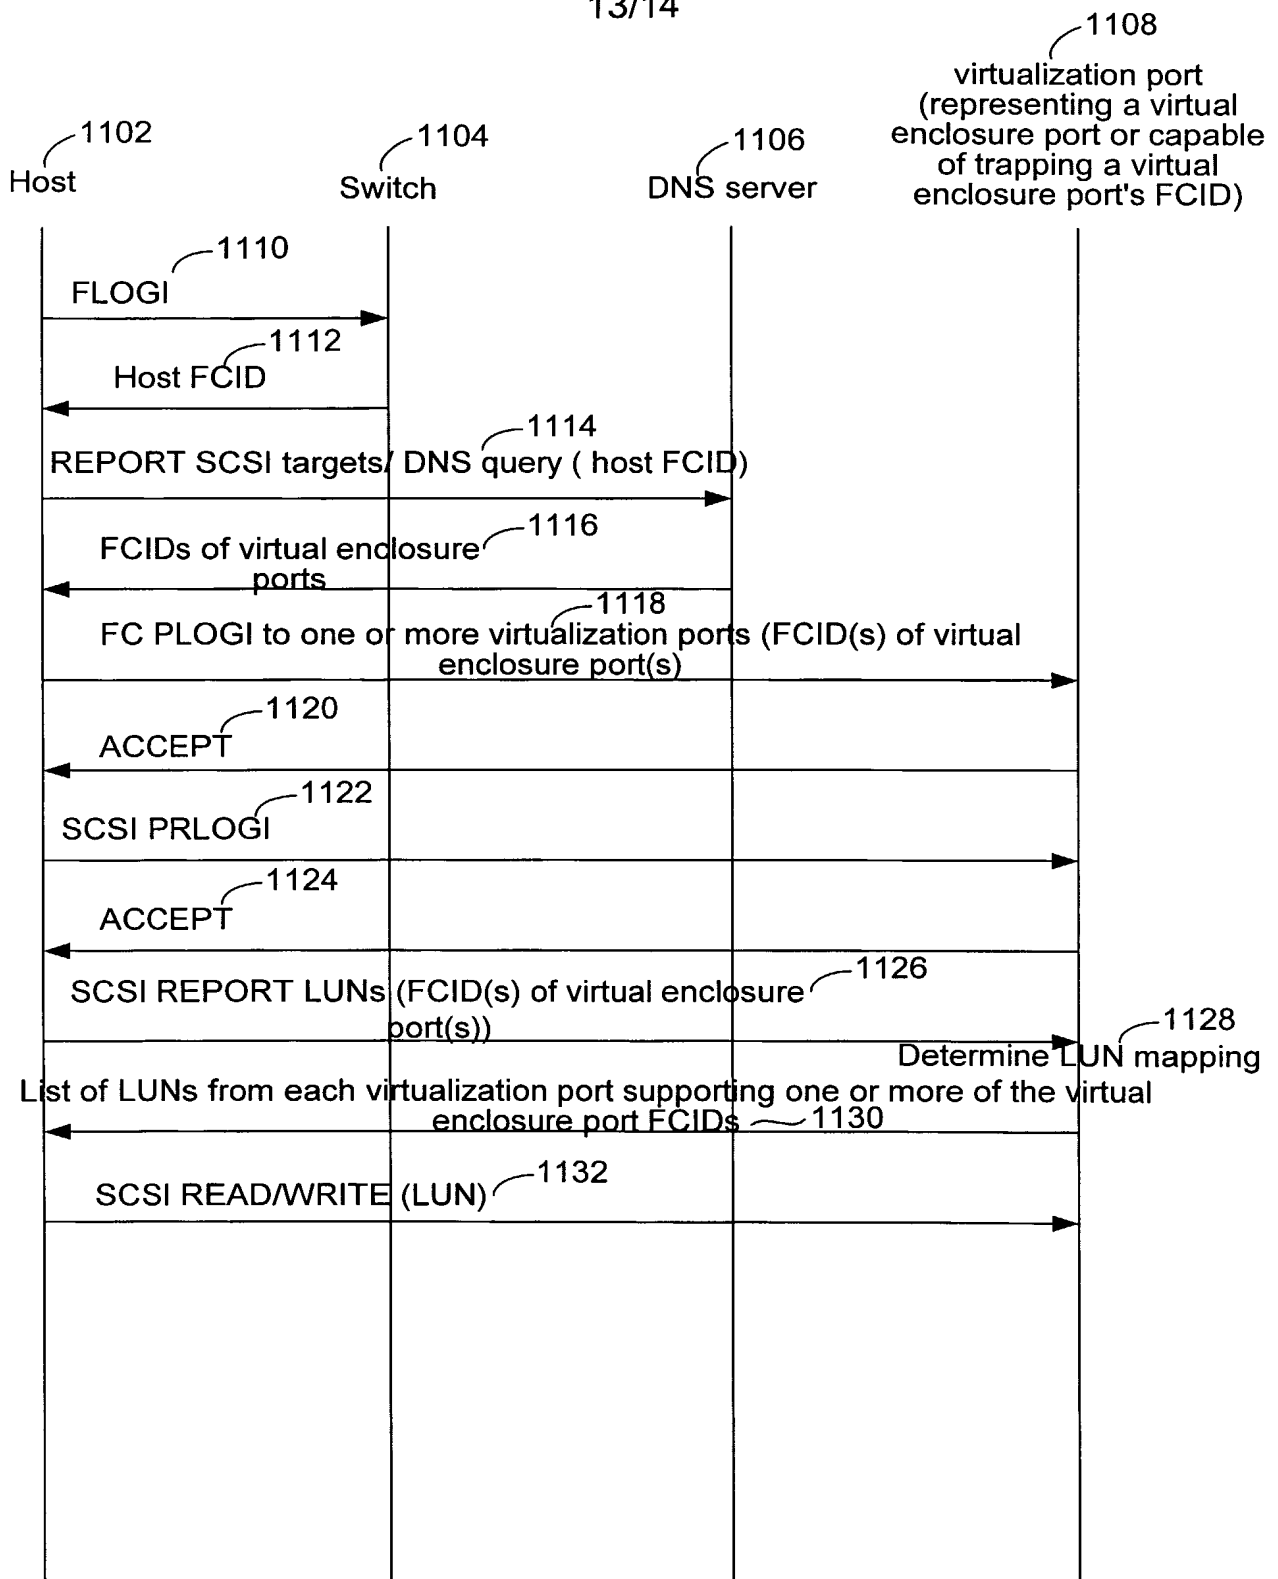 13/14
1108
virtualization port
(representing a virtual
enclosure port or capable
of trapping a virtual
enclosure port's FCID)
1102
Host
1104
Switch
1106
DNS server
1110
FLOGI
1112
Host FCID
1114
REPORT SCSI targets/ DNS query ( host FCID)
1116
FCIDs of virtual enclosure
ports
1118
FC PLOGI to one or more virtualization ports (FCID(s) of virtual
enclosure port(s)
1120
ACCEPT
1122
SCSI PRLOGI
1124
ACCEPT
1126
SCSI REPORT LUNs (FCID(s) of virtual enclosure
port(s))
1128
Determine LUN mapping
List of LUNs from each virtualization port supporting one or more of the virtual
enclosure port FCIDs 1130
1132
SCSI READ/WRITE (LUN)